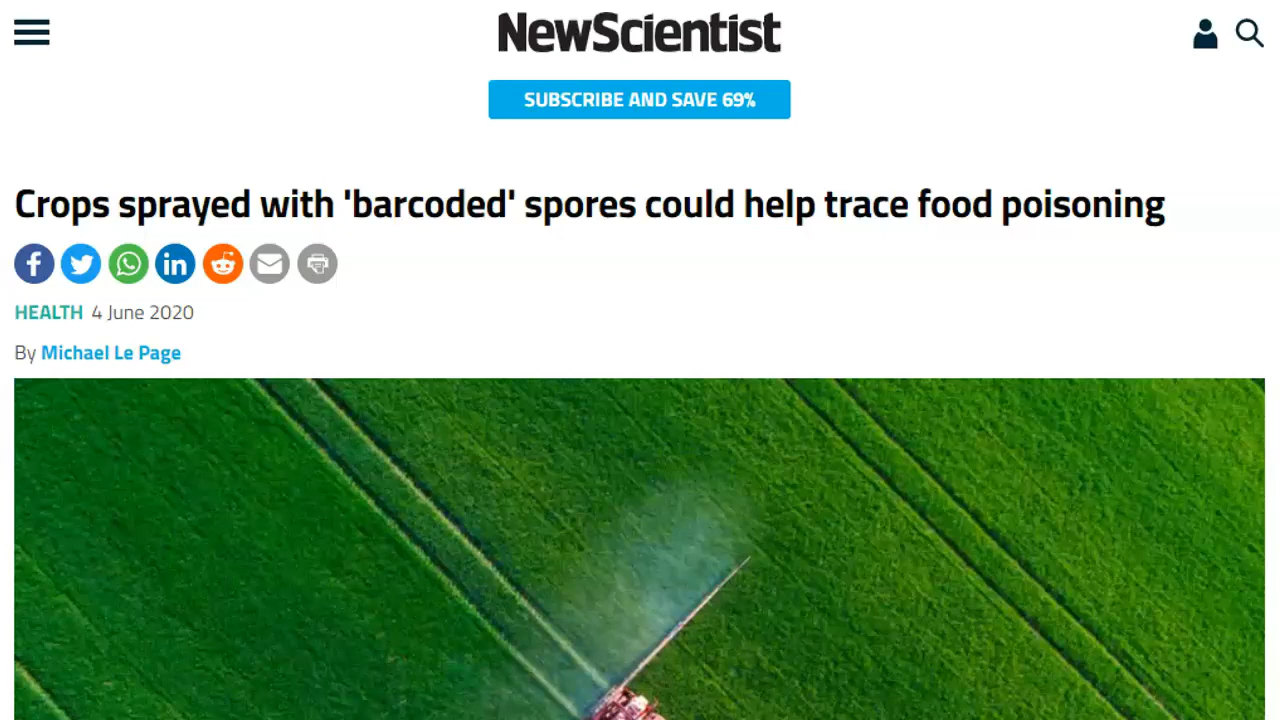 NewScientist
SUBSCRIBE AND SAVE 69%
Crops sprayed with 'barcoded' spores could help trace food poisoning
HEALTH 4 June 2020
By Michael Le Page